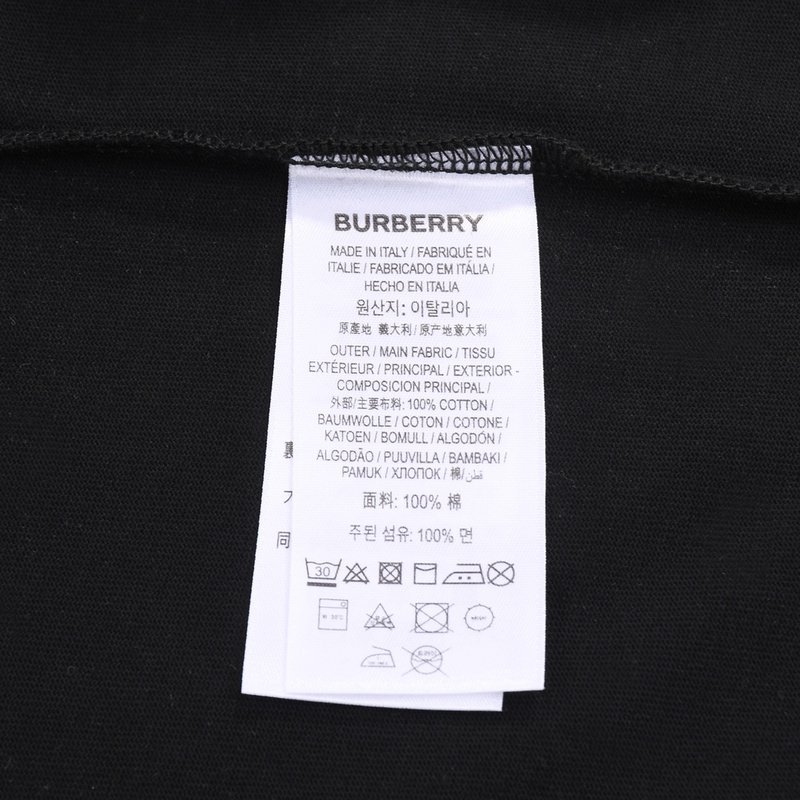 BURBERRY
MADE IN ITALY / FABRIQUÉ EN
ITALIE / FABRICADO EM ITÁLIA /
HECHO EN ITALIA
원산지: 이탈리아
原産地 義大利 / 原产地意大利
OUTER / MAIN FABRIC / TISSU
EXTÉRIEUR / PRINCIPAL / EXTERIOR -
COMPOSICION PRINCIPAL /
外部/主要布料: 100% COTTON /
BAUMWOLLE / COTON / COTONE /
KATOEN / BOMULL / ALGODÓN /
ALGODÃO / PUUVILLA / BAMBAKI /
PAMUK / ХЛОПОК / 棉/ قطن
面料: 100% 棉
주된 섬유: 100% 면
同
30